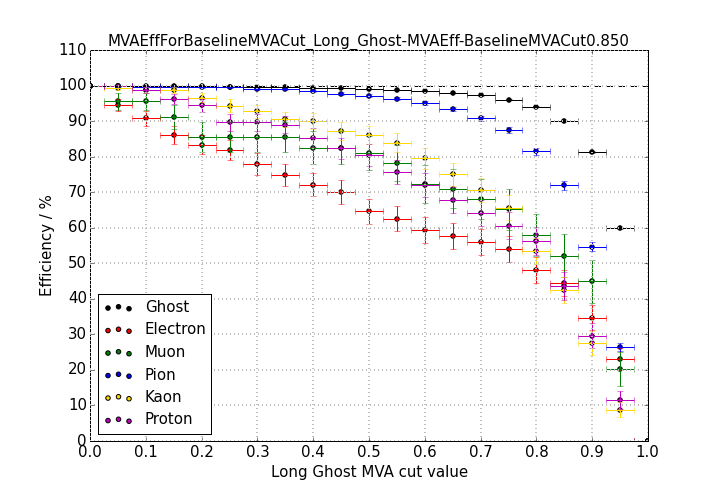 MVAEffForBaselineMVACut_Long_Ghost-MVAEff-BaselineMVACut0.850
110
100
90
80
70
60
50
40
30
20
10
0
Efficiency / %
Ghost
Electron
Muon
Pion
Kaon
Proton
0.0 0.1 0.2 0.3 0.4 0.5 0.6 0.7 0.8 0.9 1.0
Long Ghost MVA cut value